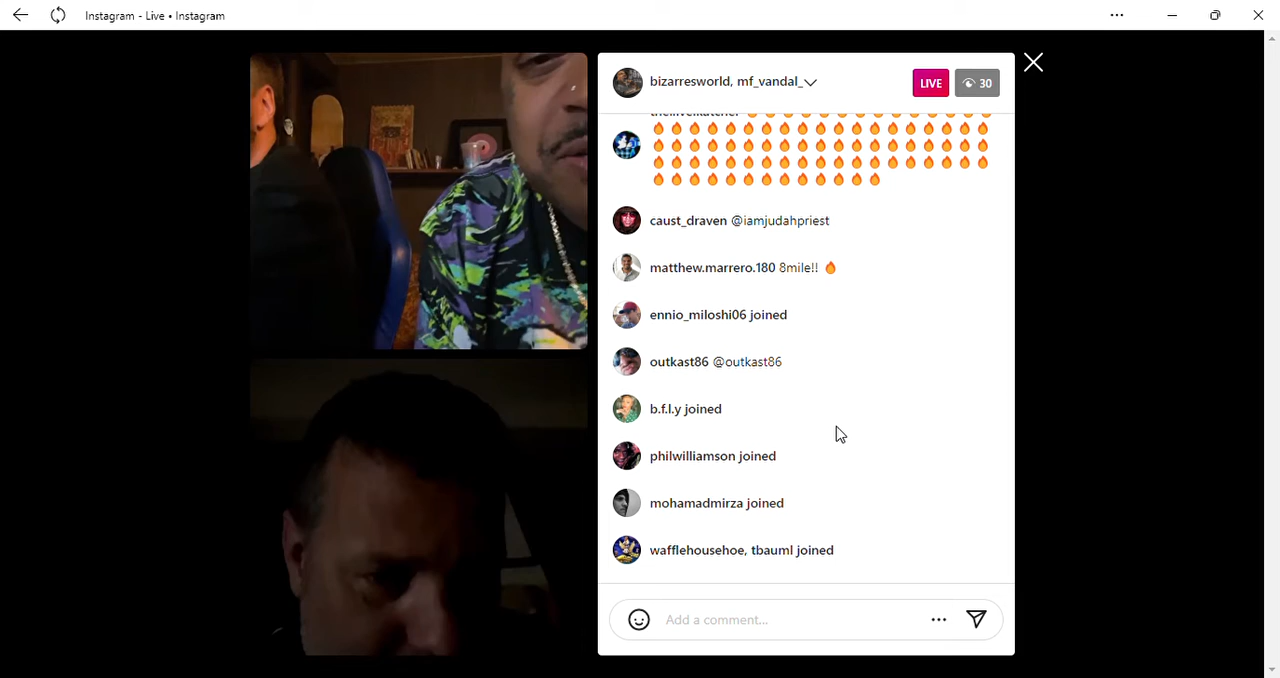 Instagram - Live • Instagram
bizarresworld, mf_vandal_
LIVE
30
caust_draven @iamjudahpriest
matthew.marrero.180 8mile!! 🔥
ennio_miloshi06 joined
outkast86 @outkast86
b.f.l.y joined
philwilliamson joined
mohamadmirza joined
wafflehousehoe, tbauml joined
Add a comment...